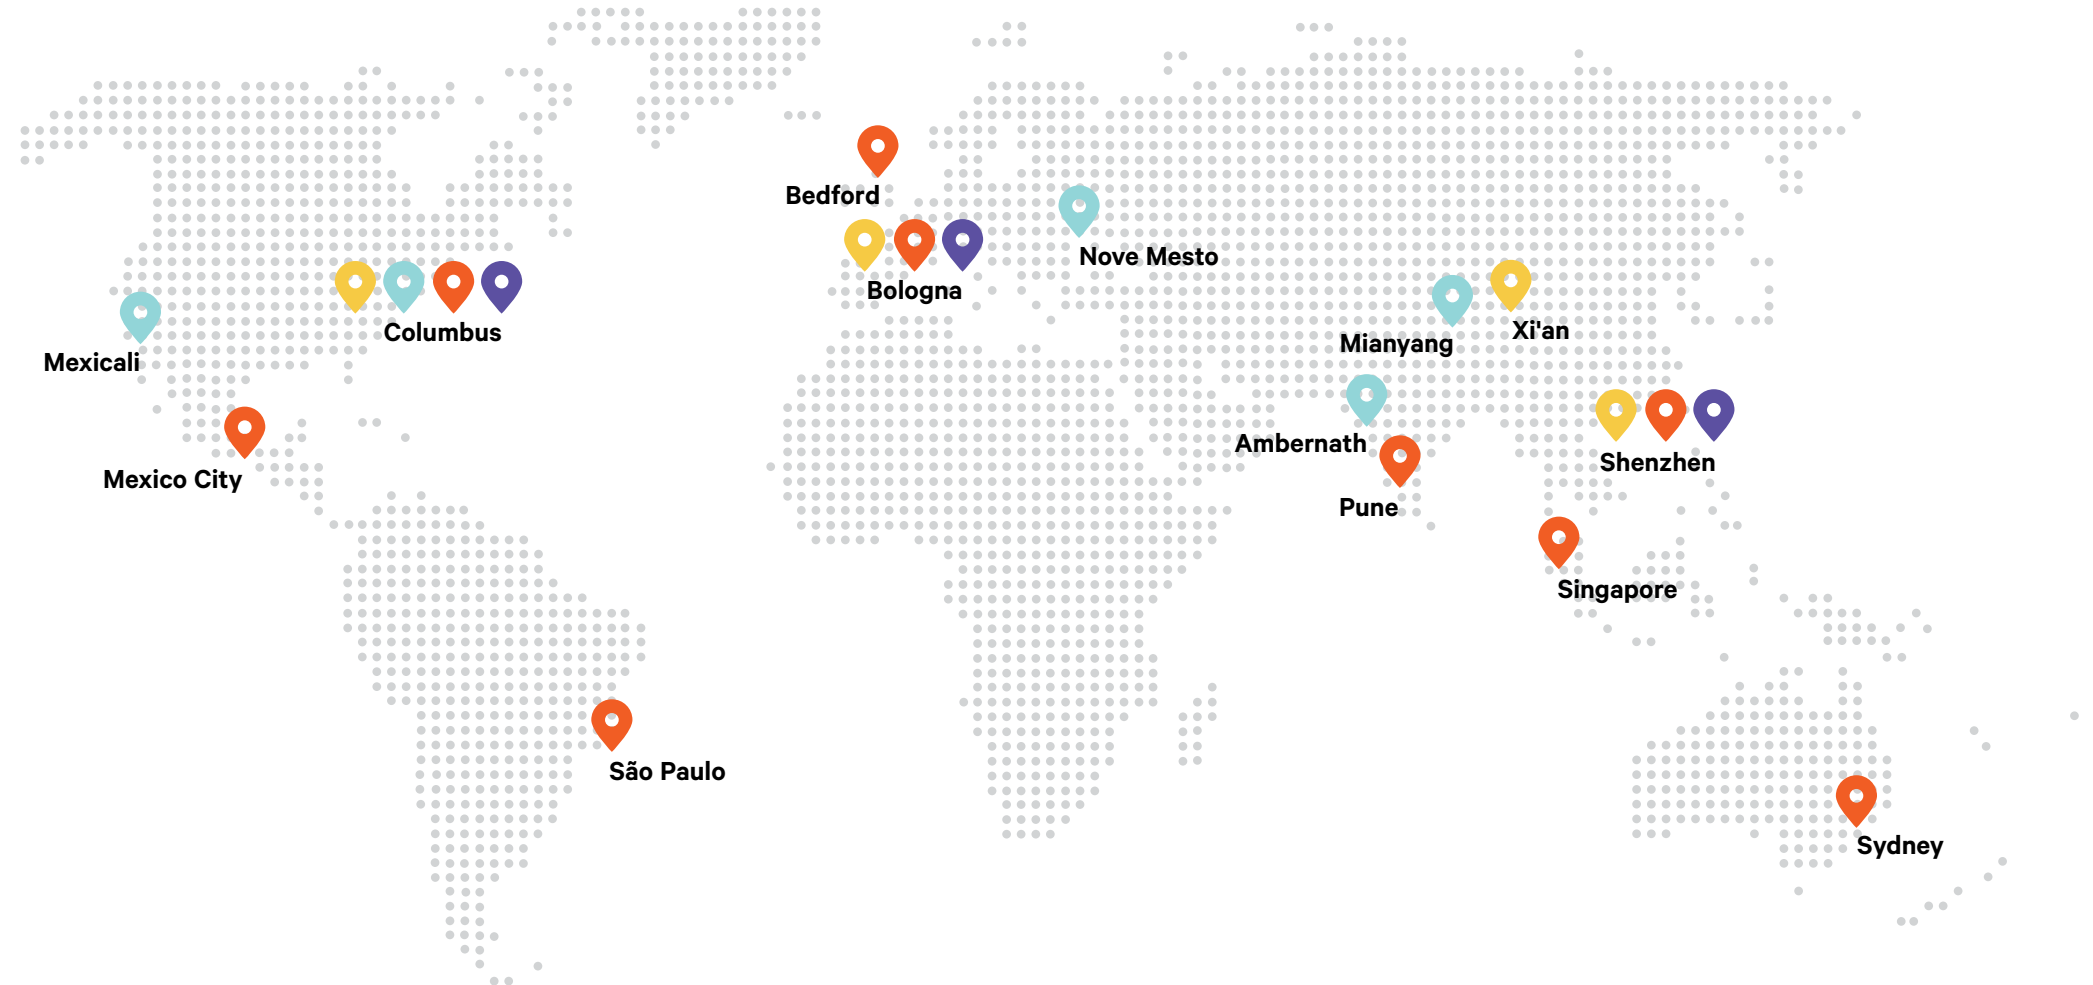 Bedford
Nove Mesto
Bologna
Columbus
Xi'an
Mianyang
Mexicali
Ambernath
Shenzhen
Mexico City
Pune
Singapore
São Paulo
Sydney